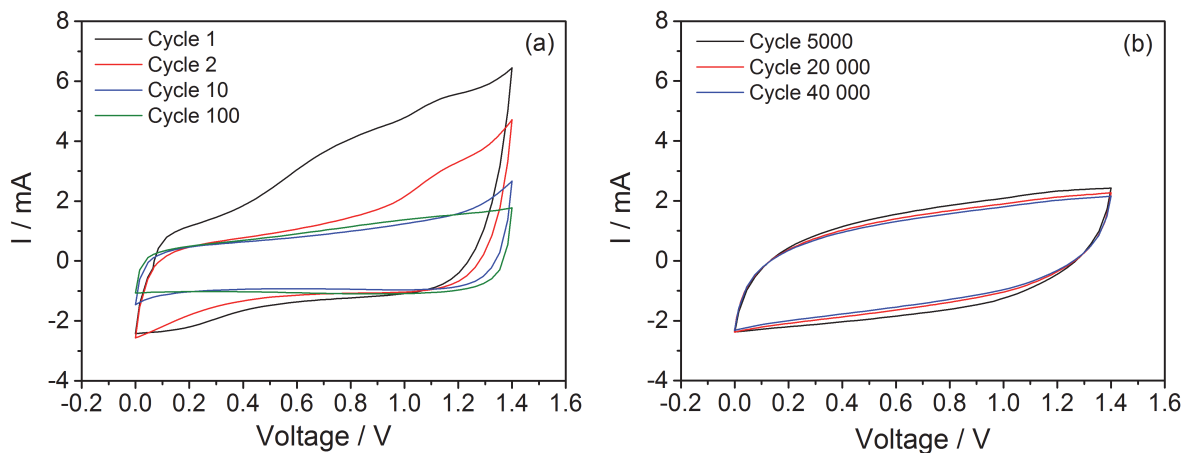 (a)
Cycle 1
Cycle 2
Cycle 10
Cycle 100
I / mA
8
6
4
2
0
-2
-4
-0.2 0.0 0.2 0.4 0.6 0.8 1.0 1.2 1.4 1.6
Voltage / V
(b)
Cycle 5000
Cycle 20 000
Cycle 40 000
I / mA
8
6
4
2
0
-2
-4
-0.2 0.0 0.2 0.4 0.6 0.8 1.0 1.2 1.4 1.6
Voltage / V